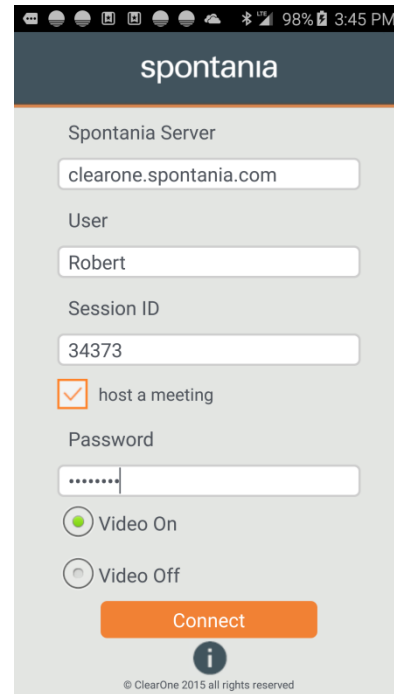 LTE 98% 3:45 PM
spontania
Spontania Server
clearone.spontania.com
User
Robert
Session ID
34373
host a meeting
Password
••••••••
Video On
Video Off
Connect
i
© ClearOne 2015 all rights reserved